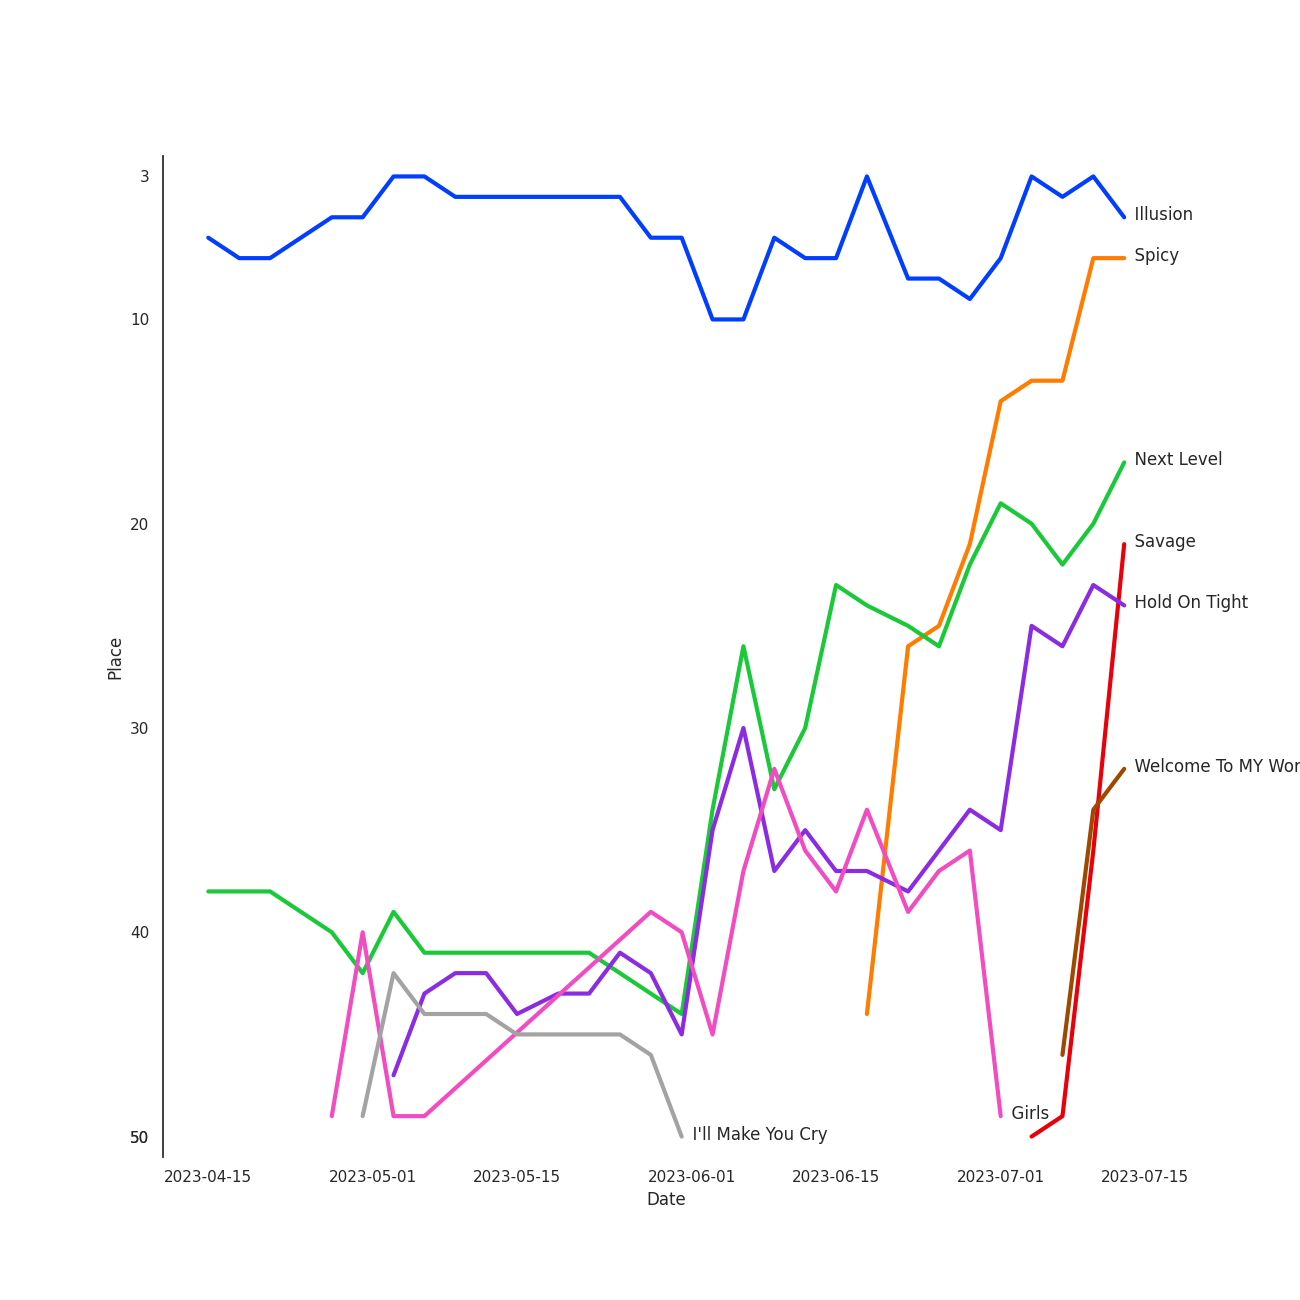 3
Illusion
Spicy
10
Next Level
20
Savage
Hold On Tight
Place
30
Welcome To MY Wor
40
Girls
50
I'll Make You Cry
2023-04-15 2023-05-01 2023-05-15 2023-06-01 2023-06-15 2023-07-01 2023-07-15
Date